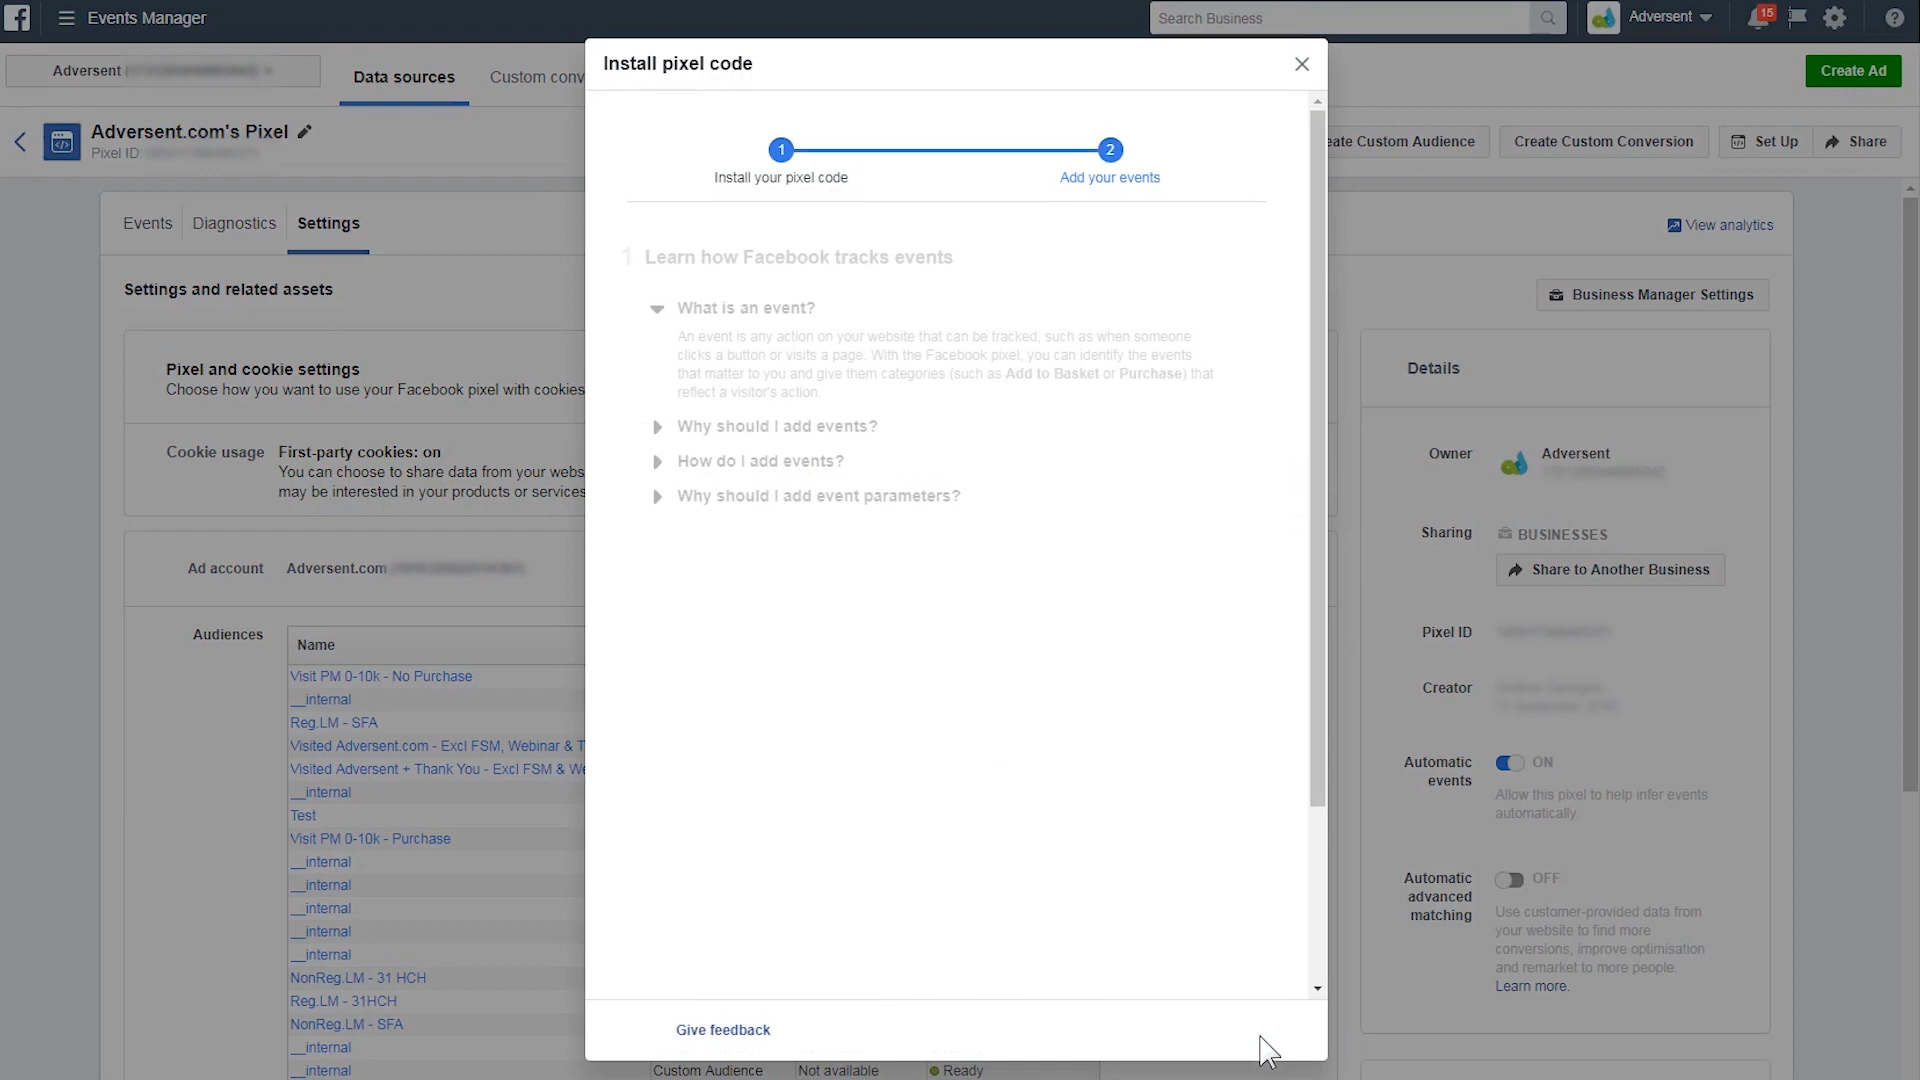 Events Manager
Search Business
Adversent
15
Adversent
Data sources
Custom conv
Create Ad
Install pixel code
Adversent.com's Pixel
Pixel ID
eate Custom Audience
Create Custom Conversion
Set Up
Share
1
2
Install your pixel code
Add your events
Events
Diagnostics
Settings
View analytics
Settings and related assets
Business Manager Settings
1 Learn how Facebook tracks events
What is an event?
An event is any action on your website that can be tracked, such as when someone
clicks a button or visits a page. With the Facebook pixel, you can identify the events
that matter to you and give them categories (such as Add to Basket or Purchase) that
reflect a visitor's action.
Why should I add events?
How do I add events?
Why should I add event parameters?
Give feedback
Pixel and cookie settings
Choose how you want to use your Facebook pixel with cookies
Cookie usage
First-party cookies: on
You can choose to share data from your webs
may be interested in your products or services
Ad account
Adversent.com
Audiences
Name
Visit PM 0-10k - No Purchase
__internal
Reg.LM - SFA
Visited Adversent.com - Excl FSM, Webinar & T
Visited Adversent + Thank You - Excl FSM & We
__internal
Test
Visit PM 0-10k - Purchase
__internal
__internal
__internal
__internal
__internal
NonReg.LM - 31 HCH
Reg.LM - 31HCH
NonReg.LM - SFA
__internal
__internal
Custom Audience
Not available
Ready
Details
Owner
Adversent
Sharing
BUSINESSES
Share to Another Business
Pixel ID
Creator
Automatic
events
ON
Allow this pixel to help infer events
automatically.
Automatic
advanced
matching
OFF
Use customer-provided data from
your website to find more
conversions, improve optimisation
and remarket to more people.
Learn more.